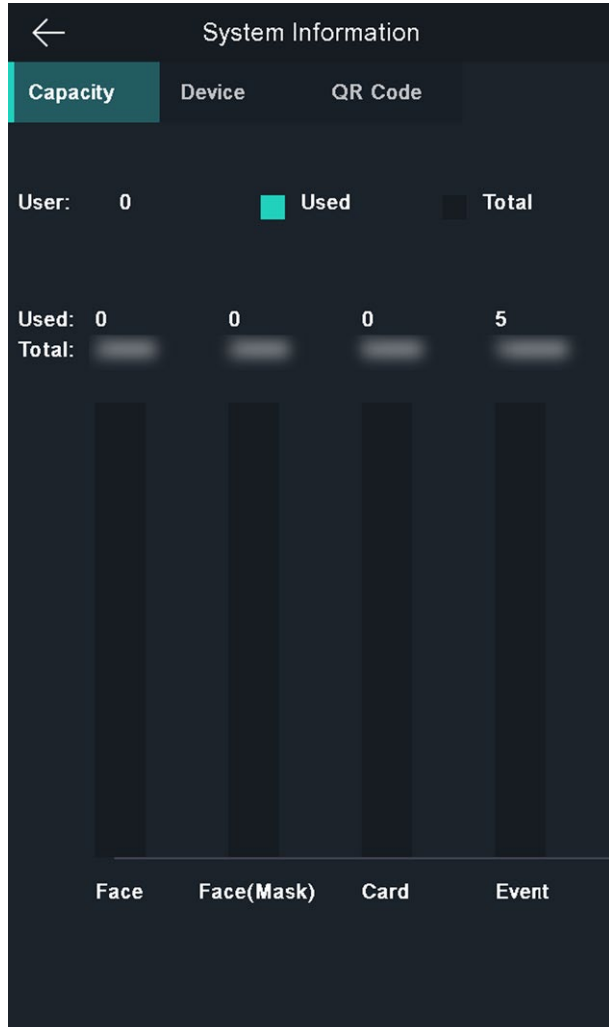 System Information
Capacity Device QR Code
User: 0 Used Total
Used: 0 0 0 5
Total:
Face Face(Mask) Card Event